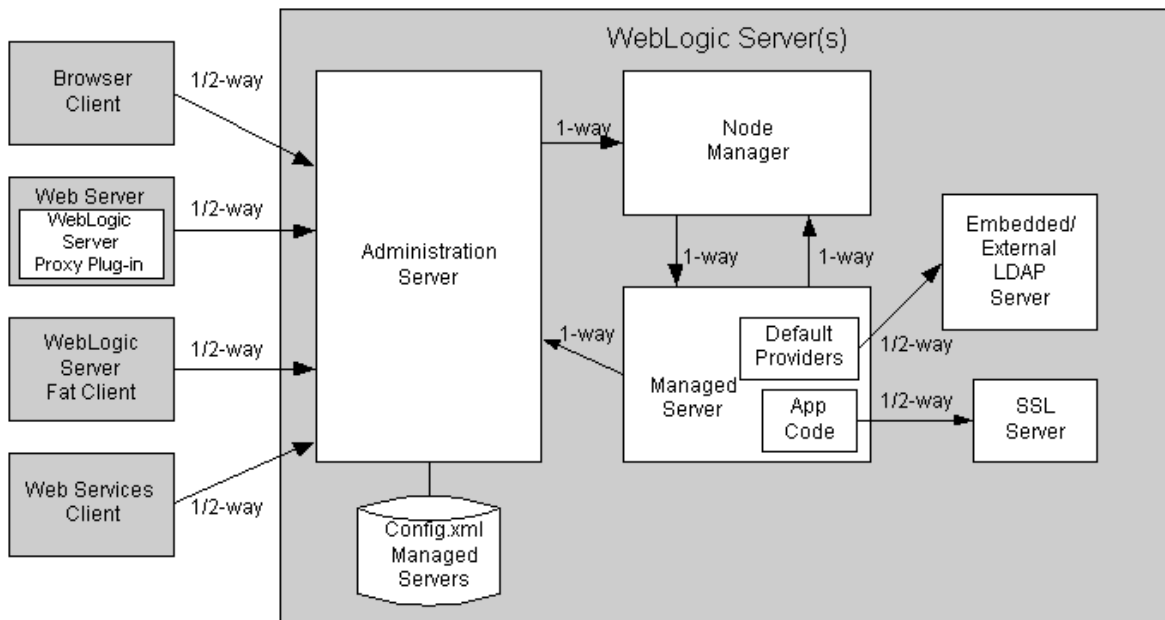 WebLogic Server(s)
Browser
Client
1/2-way
Web Server
WebLogic
Server
Proxy Plug-in
1/2-way
WebLogic
Server
Fat Client
1/2-way
Web Services
Client
1/2-way
Administration
Server
Config.xml
Managed
Servers
1-way
Node
Manager
1-way
1-way
1-way
Managed
Server
Default
Providers
App
Code
1/2-way
Embedded/
External
LDAP
Server
1/2-way
SSL
Server